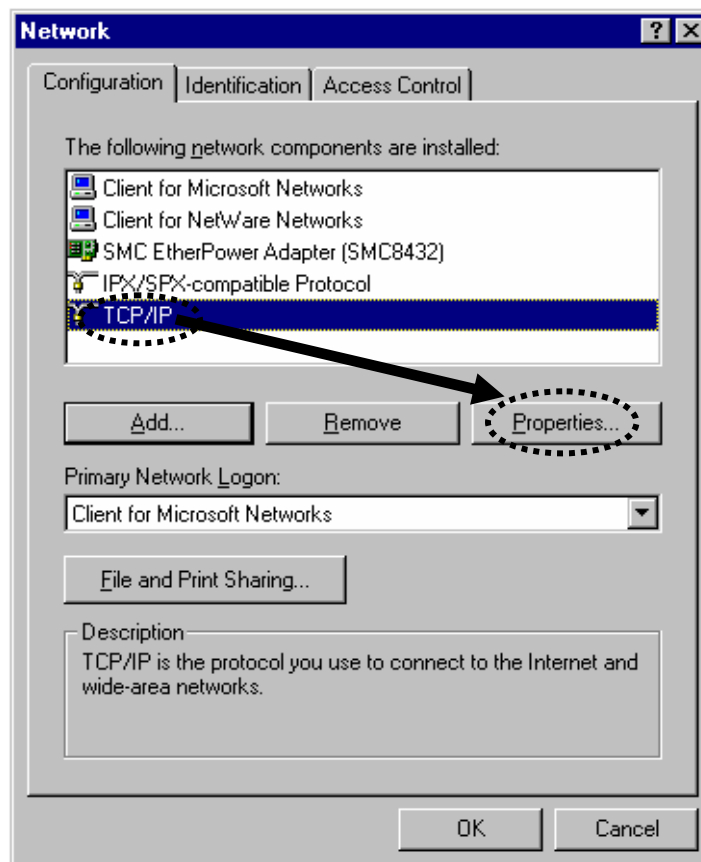 Network
Configuration Identification Access Control
The following network components are installed:
Client for Microsoft Networks
Client for NetWare Networks
SMC EtherPower Adapter (SMC8432)
IPX/SPX-compatible Protocol
TCP/IP
Add... Remove Properties...
Primary Network Logon:
Client for Microsoft Networks
File and Print Sharing...
Description
TCP/IP is the protocol you use to connect to the Internet and
wide-area networks.
OK Cancel